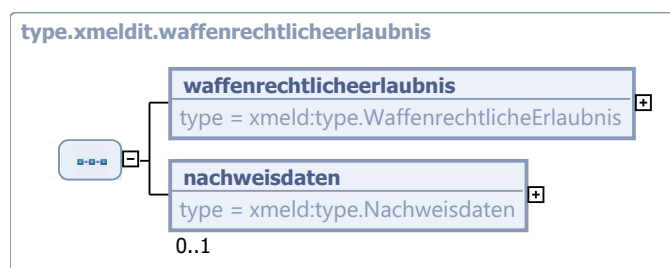 type.xmeldit.waffenrechtlicheerlaubnis
waffenrechtlicheerlaubnis
type = xmeld:type.WaffenrechtlicheErlaubnis
nachweisdaten
type = xmeld:type.Nachweisdaten
0..1